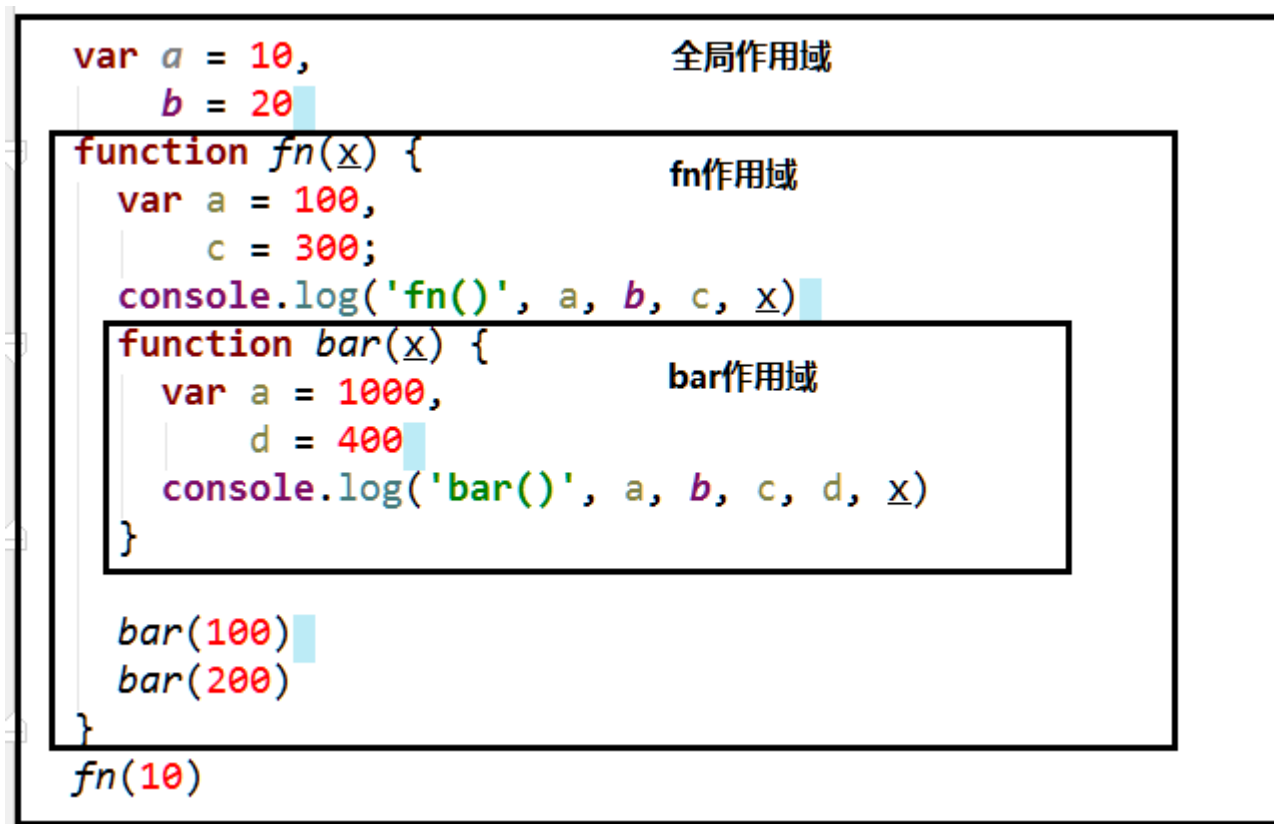 var a = 10, 全局作用域
b = 20
function fn(x) {
fn作用域
var a = 100,
c = 300;
console.log('fn()', a, b, c, x)
function bar(x) {
bar作用域
var a = 1000,
d = 400
console.log('bar()', a, b, c, d, x)
}
bar(100)
bar(200)
}
fn(10)